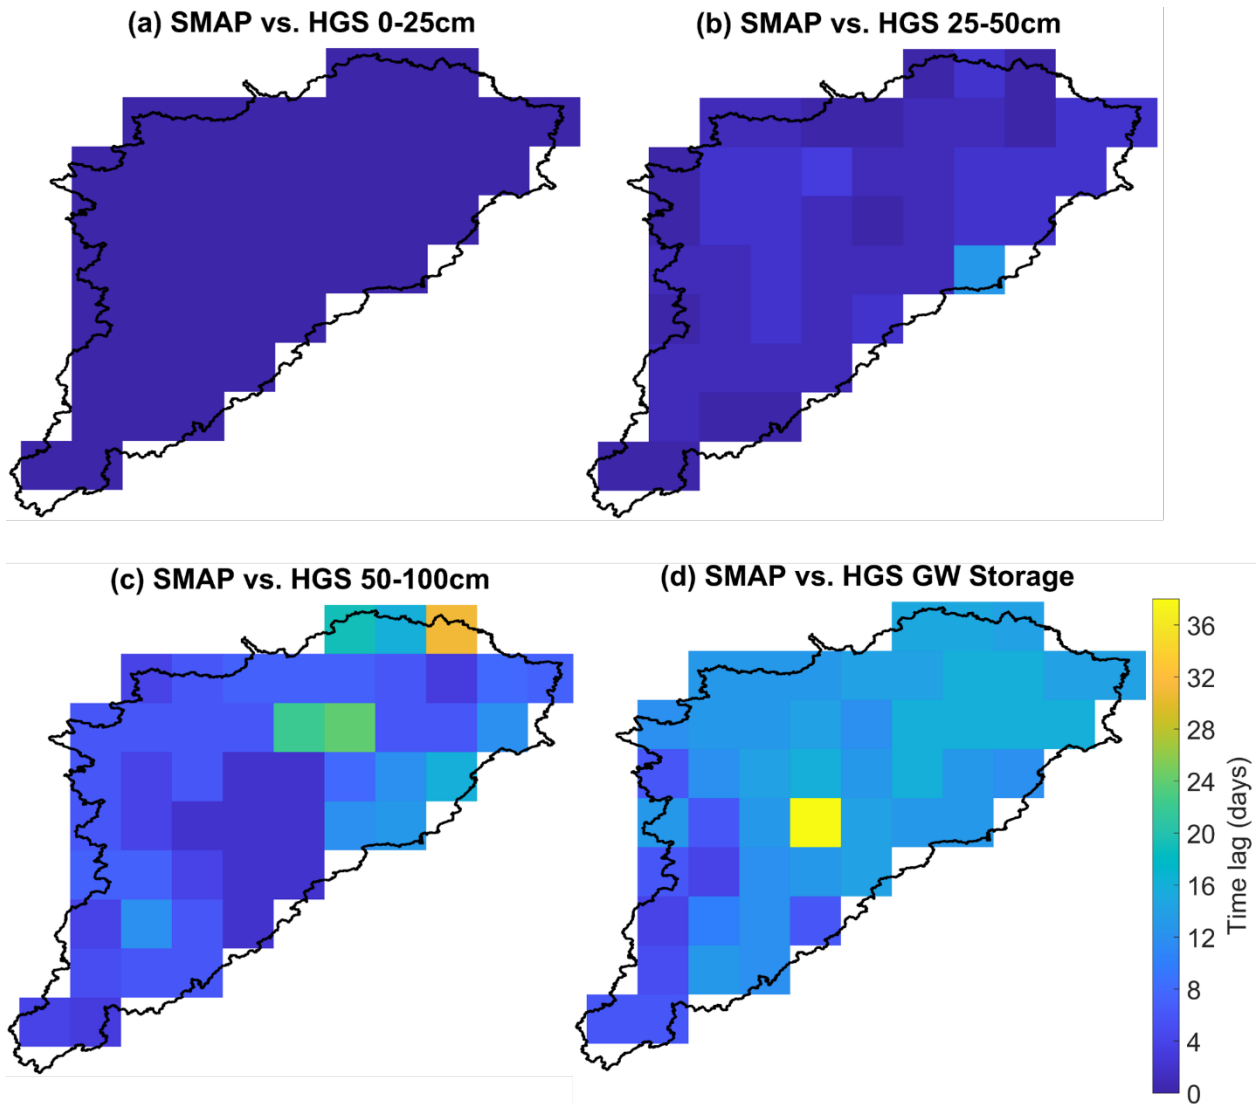 (a) SMAP vs. HGS 0-25cm
(b) SMAP vs. HGS 25-50cm
(c) SMAP vs. HGS 50-100cm
(d) SMAP vs. HGS GW Storage
36
32
28
24
20
16
12
8
4
0
Time lag (days)